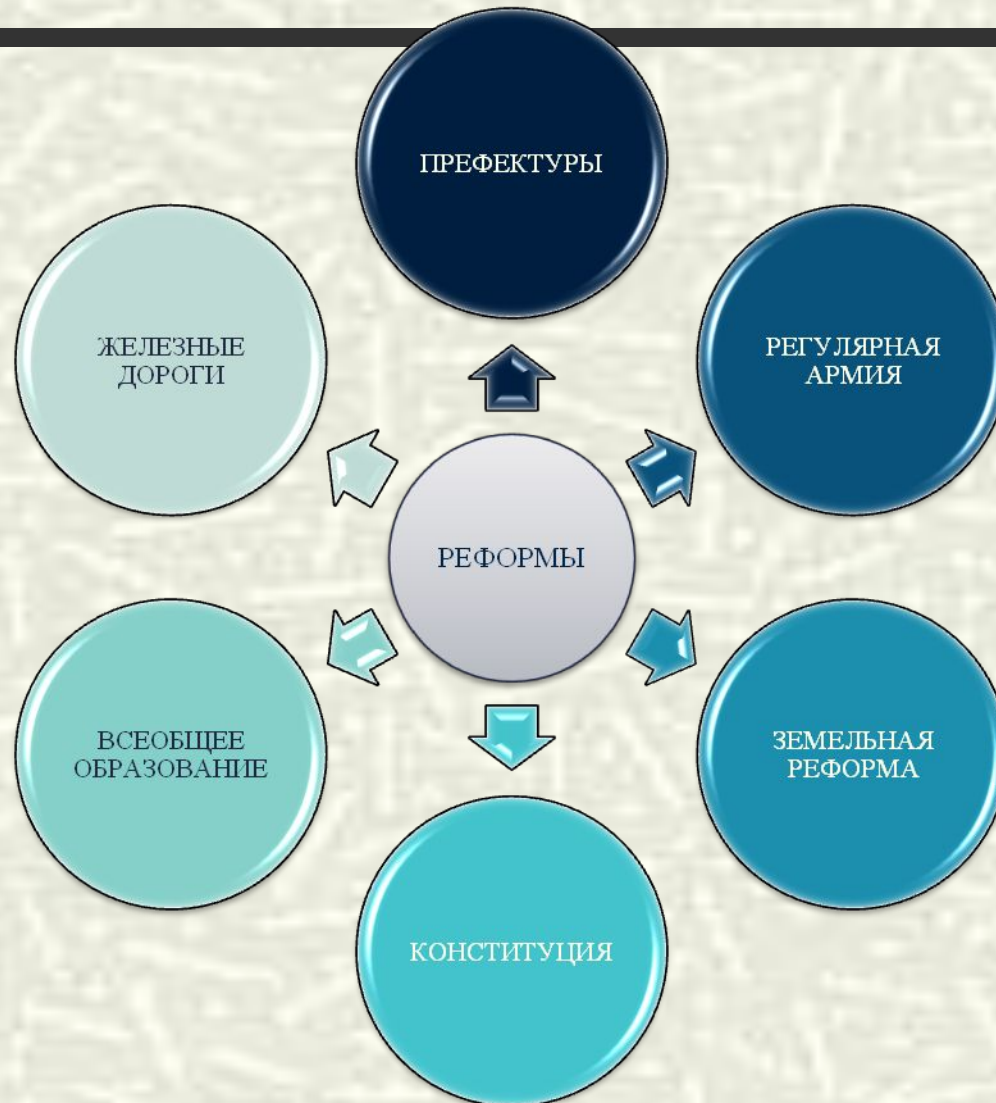 ПРЕФЕКТУРЫ
РЕГУЛЯРНАЯ
АРМИЯ
ЗЕМЕЛЬНАЯ
РЕФОРМА
КОНСТИТУЦИЯ
ВСЕОБЩЕЕ
ОБРАЗОВАНИЕ
ЖЕЛЕЗНЫЕ
ДОРОГИ
РЕФОРМЫ